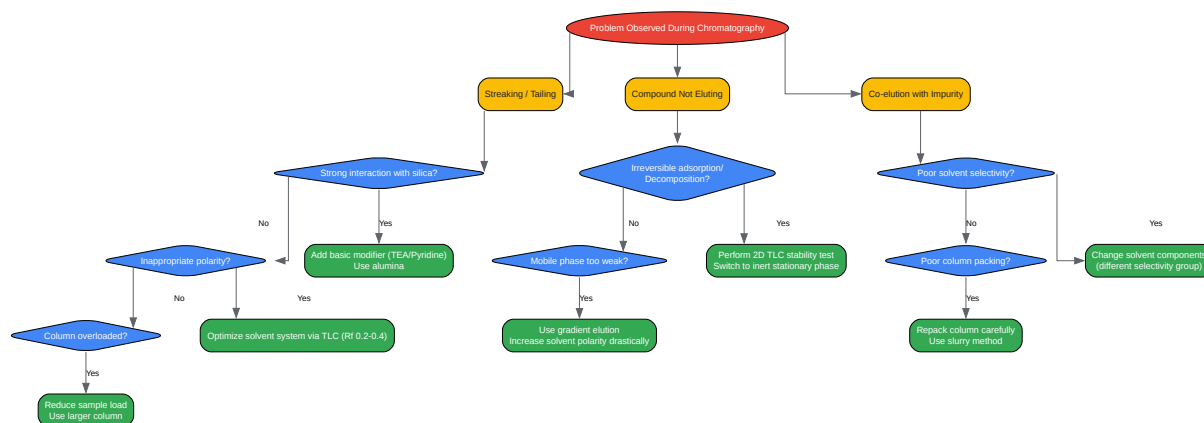 Problem Observed During Chromatography
Streaking / Tailing
Compound Not Eluting
Co-elution with Impurity
Strong interaction with silica?
Irreversible adsorption/
Decomposition?
Poor solvent selectivity?
No
Yes
No
Yes
No
Yes
Inappropriate polarity?
Add basic modifier (TEA/Pyridine)
Use alumina
Mobile phase too weak?
Perform 2D TLC stability test
Switch to inert stationary phase
Poor column packing?
Change solvent components
(different selectivity group)
No
Yes
Yes
Yes
Column overloaded?
Optimize solvent system via TLC (Rf 0.2-0.4)
Use gradient elution
Increase solvent polarity drastically
Repack column carefully
Use slurry method
Yes
Reduce sample load
Use larger column